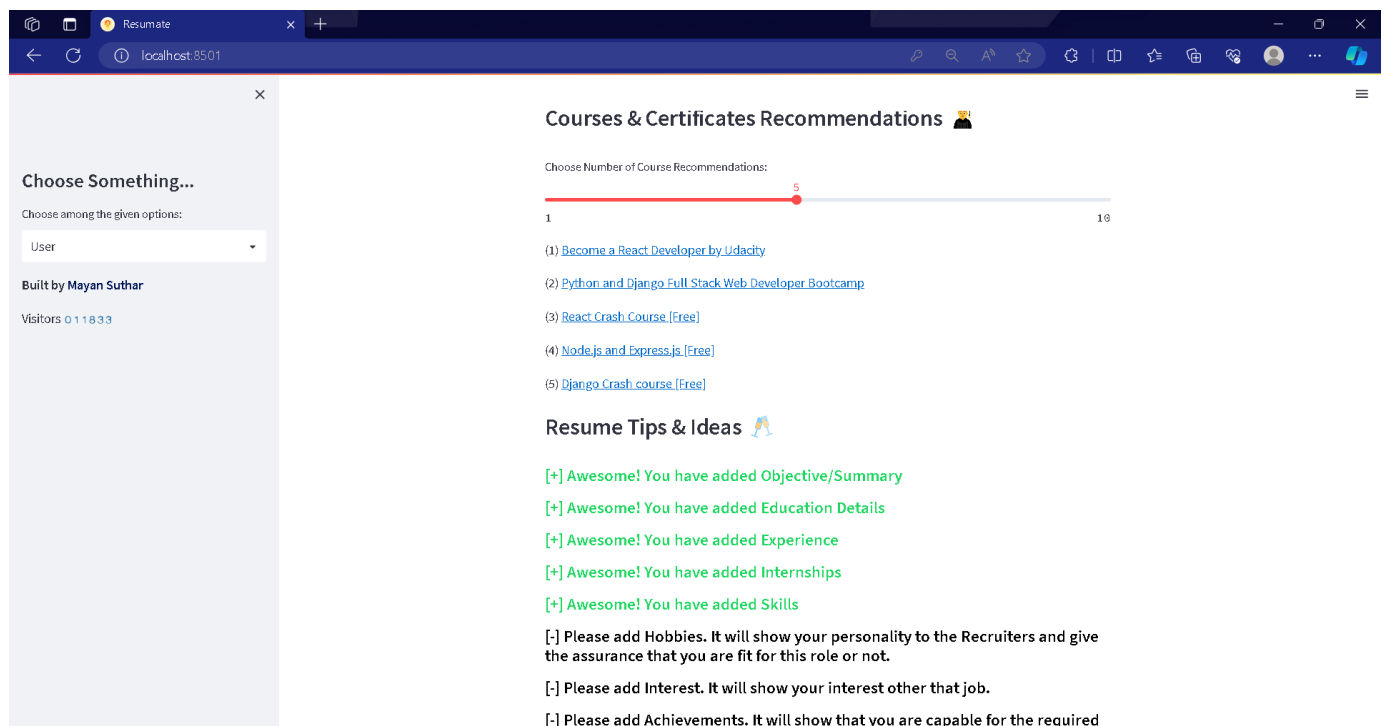 Resumate
localhost:8501
Choose Something...
Choose among the given options:
User
Built by Mayan Suthar
Visitors 011833
Courses & Certificates Recommendations
Choose Number of Course Recommendations:
5
1 10
(1) Become a React Developer by Udacity
(2) Python and Django Full Stack Web Developer Bootcamp
(3) React Crash Course [Free]
(4) Node.js and Express.js [Free]
(5) Django Crash course [Free]
Resume Tips & Ideas
[+] Awesome! You have added Objective/Summary
[+] Awesome! You have added Education Details
[+] Awesome! You have added Experience
[+] Awesome! You have added Internships
[+] Awesome! You have added Skills
[-] Please add Hobbies. It will show your personality to the Recruiters and give
the assurance that you are fit for this role or not.
[-] Please add Interest. It will show your interest other that job.
[-] Please add Achievements. It will show that you are capable for the required